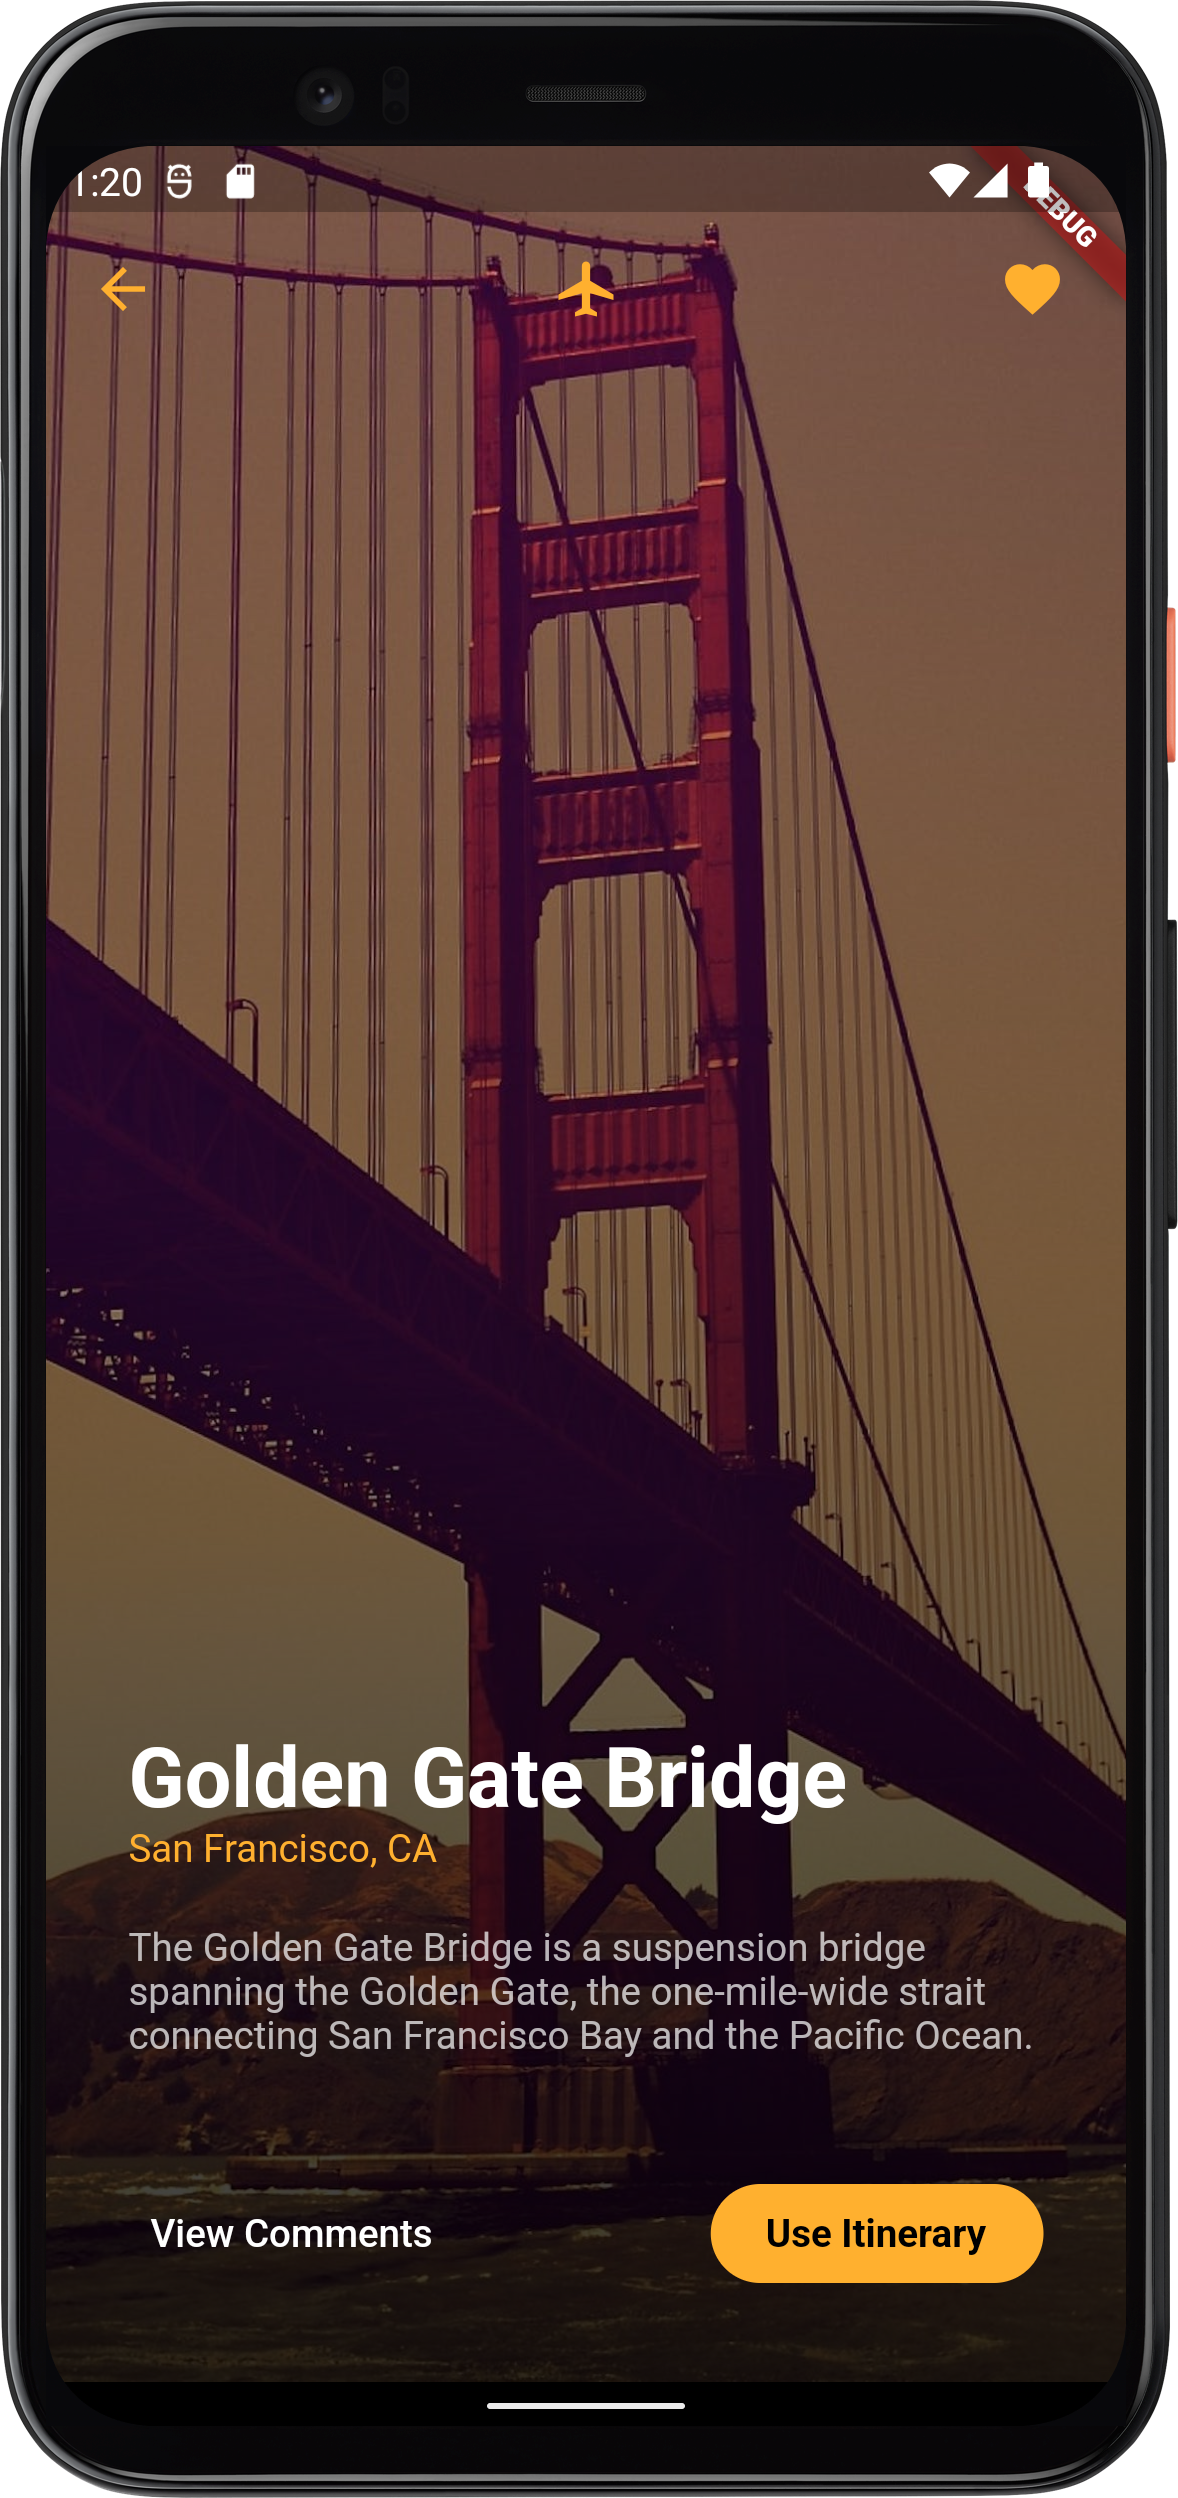 1:20
DEBUG
Golden Gate Bridge
San Francisco, CA
The Golden Gate Bridge is a suspension bridge
spanning the Golden Gate, the one-mile-wide strait
connecting San Francisco Bay and the Pacific Ocean.
View Comments
Use Itinerary